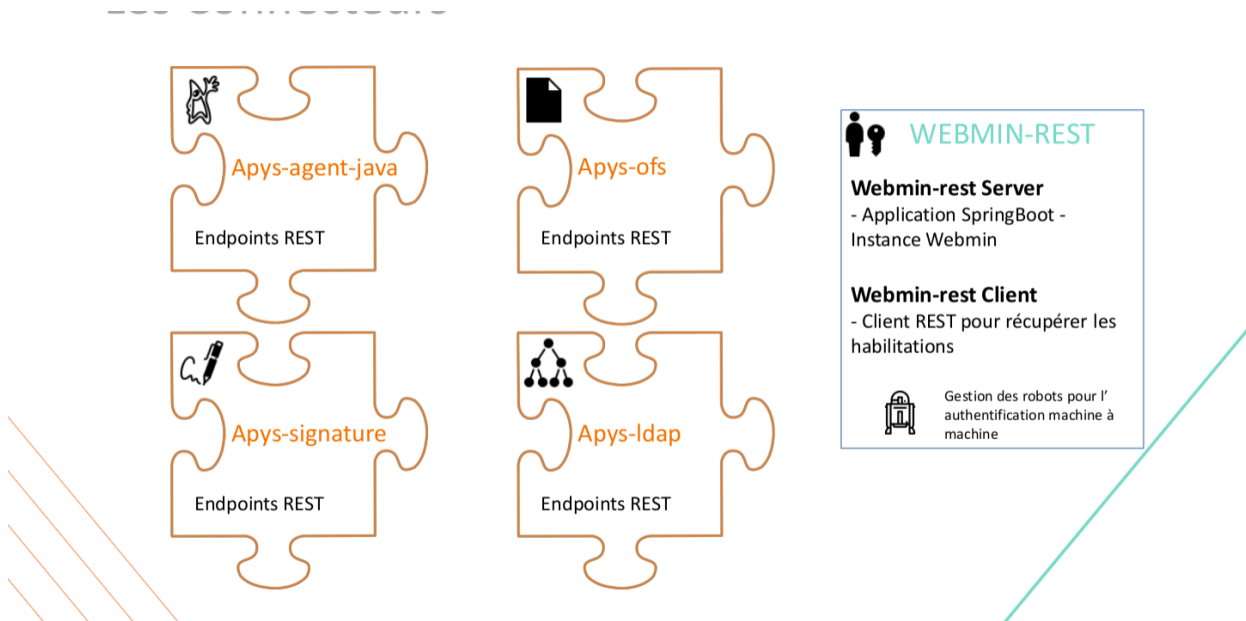 Les Connecteurs
Apys-agent-java
Endpoints REST
Apys-ofs
Endpoints REST
Apys-signature
Endpoints REST
Apys-ldap
Endpoints REST
WEBMIN-REST
Webmin-rest Server
- Application SpringBoot -
Instance Webmin
Webmin-rest Client
- Client REST pour récupérer les
habilitations
Gestion des robots pour l’
authentification machine à
machine